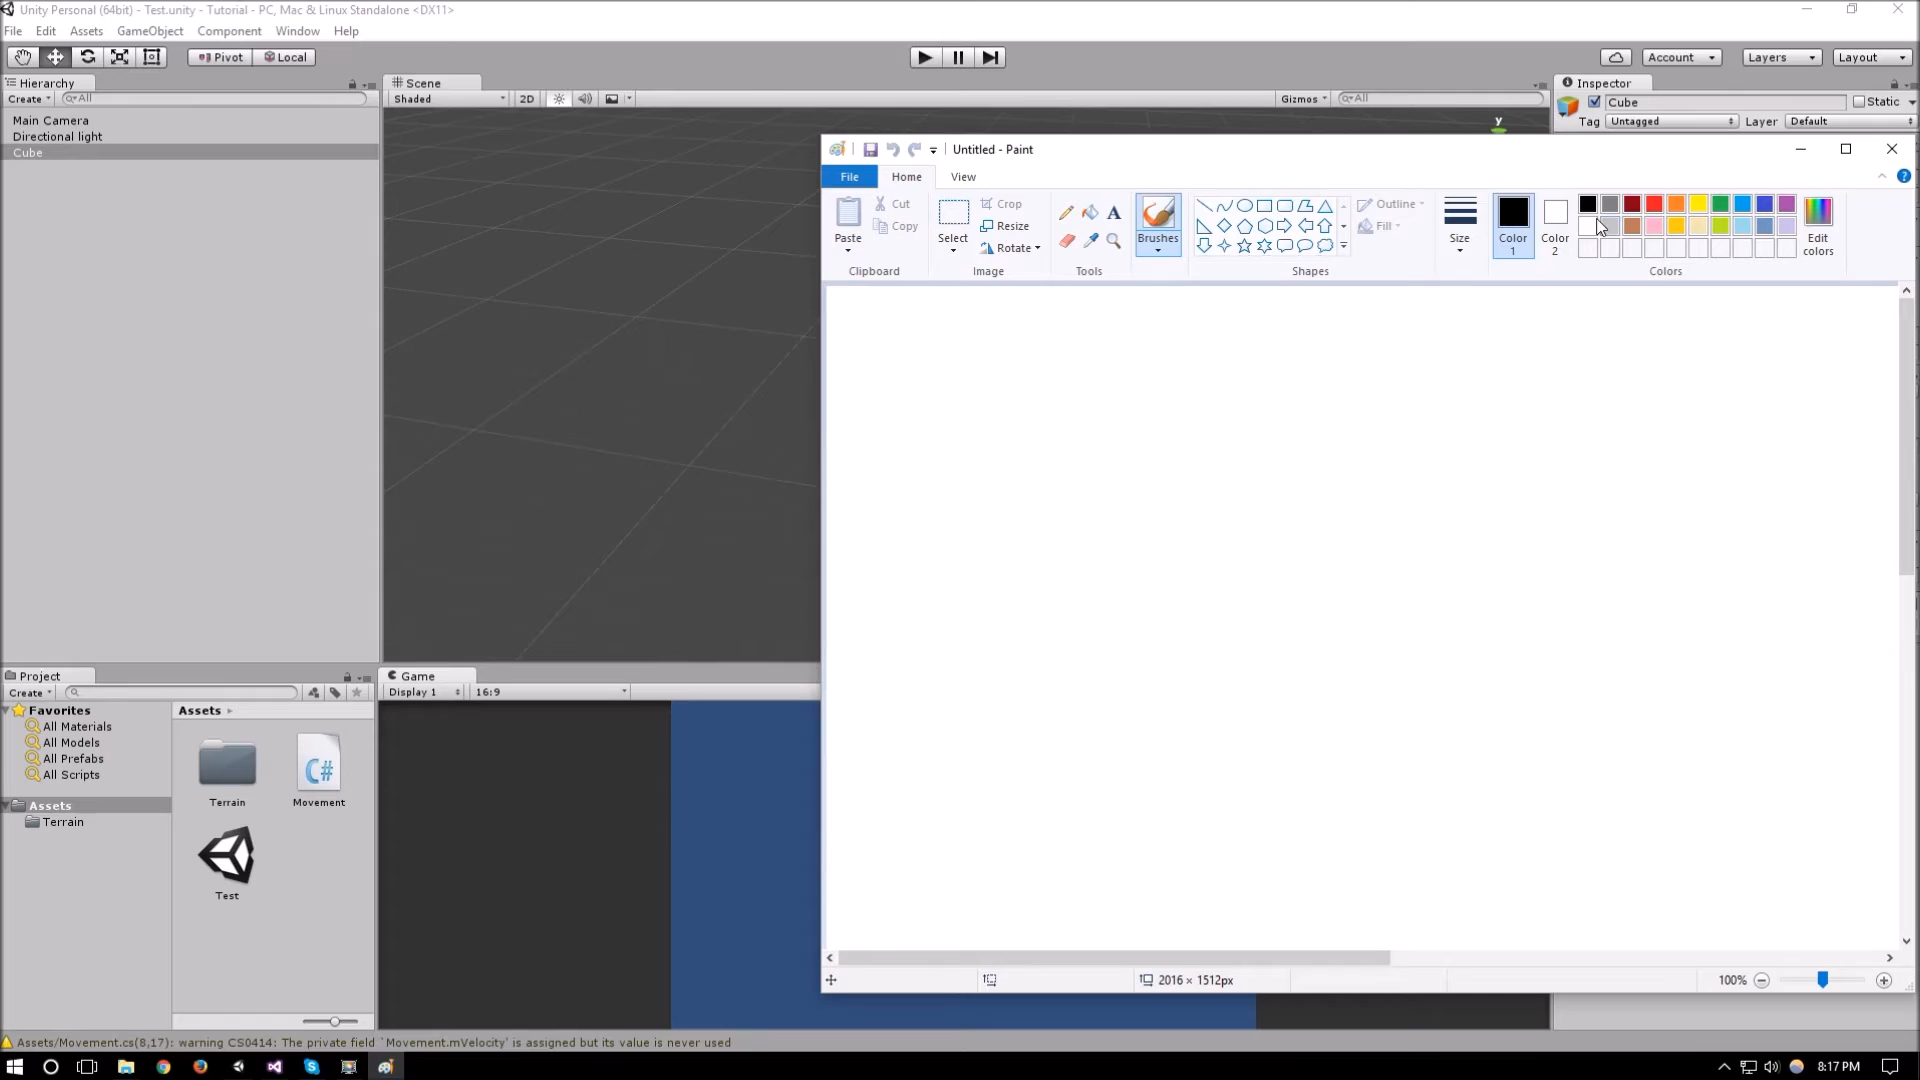 Unity Personal (64bit) - Test.unity - Tutorial - PC, Mac & Linux Standalone <DX11>
File Edit Assets GameObject Component Window Help
Pivot Local Account Layers Layout
Hierarchy
Create All
Main Camera
Directional light
Cube
Scene
Shaded 2D Gizmos All
y
Inspector
Cube Static
Tag Untagged Layer Default
Untitled - Paint
File Home View
Paste
Cut
Copy
Clipboard
Select
Crop
Resize
Rotate
Image
A
Tools
Brushes
Outline
Fill
Shapes
Size
Color
1
Color
2
Edit
colors
Colors
2016 × 1512px
100%
Project
Create
Favorites
All Materials
All Models
All Prefabs
All Scripts
Assets
Terrain
Assets
Terrain
C#
Movement
Test
Game
Display 1 16:9
Assets/Movement.cs(8,17): warning CS0414: The private field `Movement.mVelocity' is assigned but its value is never used
8:17 PM